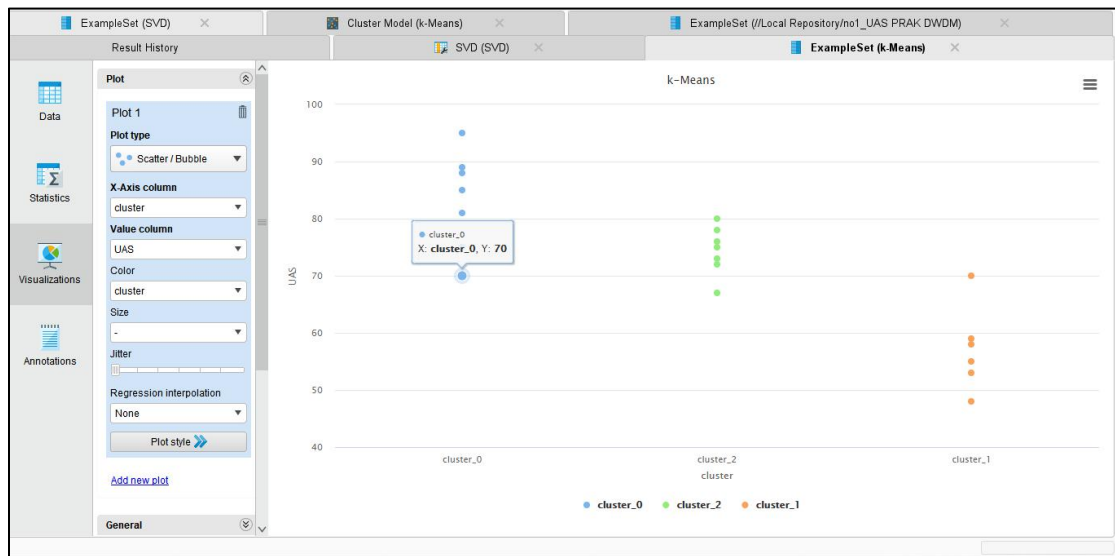 ExampleSet (SVD)
Cluster Model (k-Means)
ExampleSet (//Local Repository/no1_UAS PRAK DWDM)
Result History
SVD (SVD)
ExampleSet (k-Means)
Data
Statistics
Visualizations
Annotations
Plot
Plot 1
Plot type
Scatter / Bubble
X-Axis column
cluster
Value column
UAS
Color
cluster
Size
-
Jitter
Regression interpolation
None
Plot style
Add new plot
General
k-Means
100
90
80
70
60
50
40
UAS
cluster_0
X: cluster_0, Y: 70
cluster_0
cluster_2
cluster_1
cluster
cluster_0
cluster_2
cluster_1